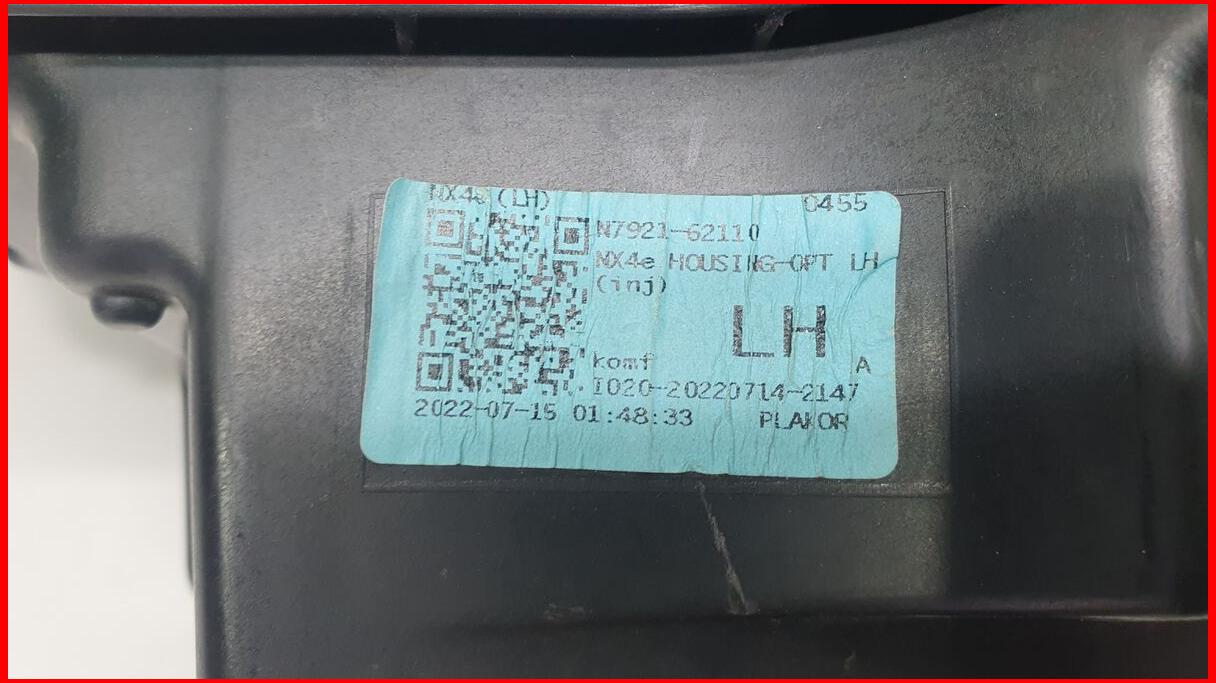 NX4e (LH) 0455
N7921-62110
NX4e HOUSING-OPT LH
(inj)
LH
komf A
I020-20220714-2147
2022-07-15 01:48:33 PLAKOR